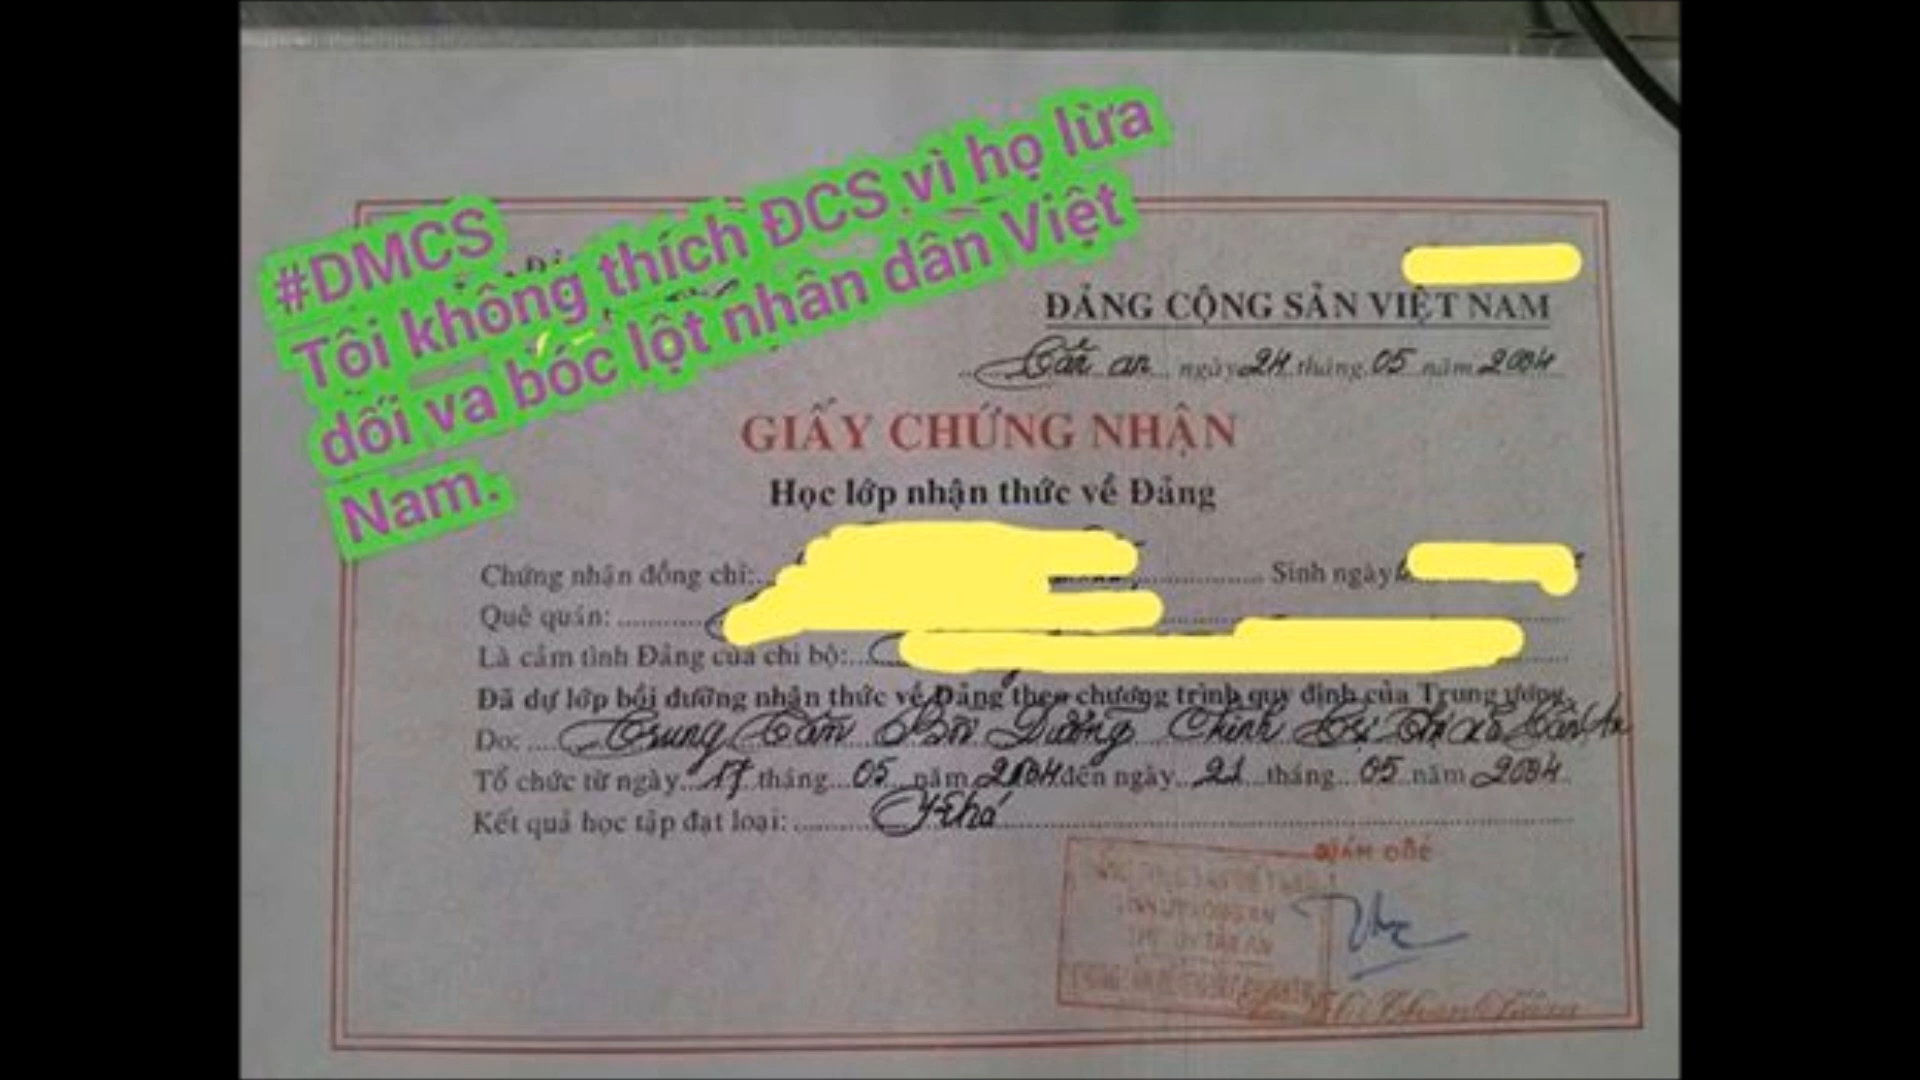 #DMCS
Tôi không thích ĐCS vì họ lừa
dối va bóc lột nhân dân Việt
Nam.
ĐẢNG CỘNG SẢN VIỆT NAM
Tân an ngày 24 tháng 05 năm 2004
GIẤY CHỨNG NHẬN
Học lớp nhận thức về Đảng
Chứng nhận đồng chí: Sinh ngày
Quê quán:
Là cảm tình Đảng của chi bộ:
Đã dự lớp bồi dưỡng nhận thức về Đảng theo chương trình quy định của Trung ương.
Do: Trung Tâm Bồi Dưỡng Chính Trị Thị xã Tân An
Tổ chức từ ngày 17 tháng 05 năm 2004 đến ngày 21 tháng 05 năm 2004
Kết quả học tập đạt loại: Khá
GIÁM ĐỐC